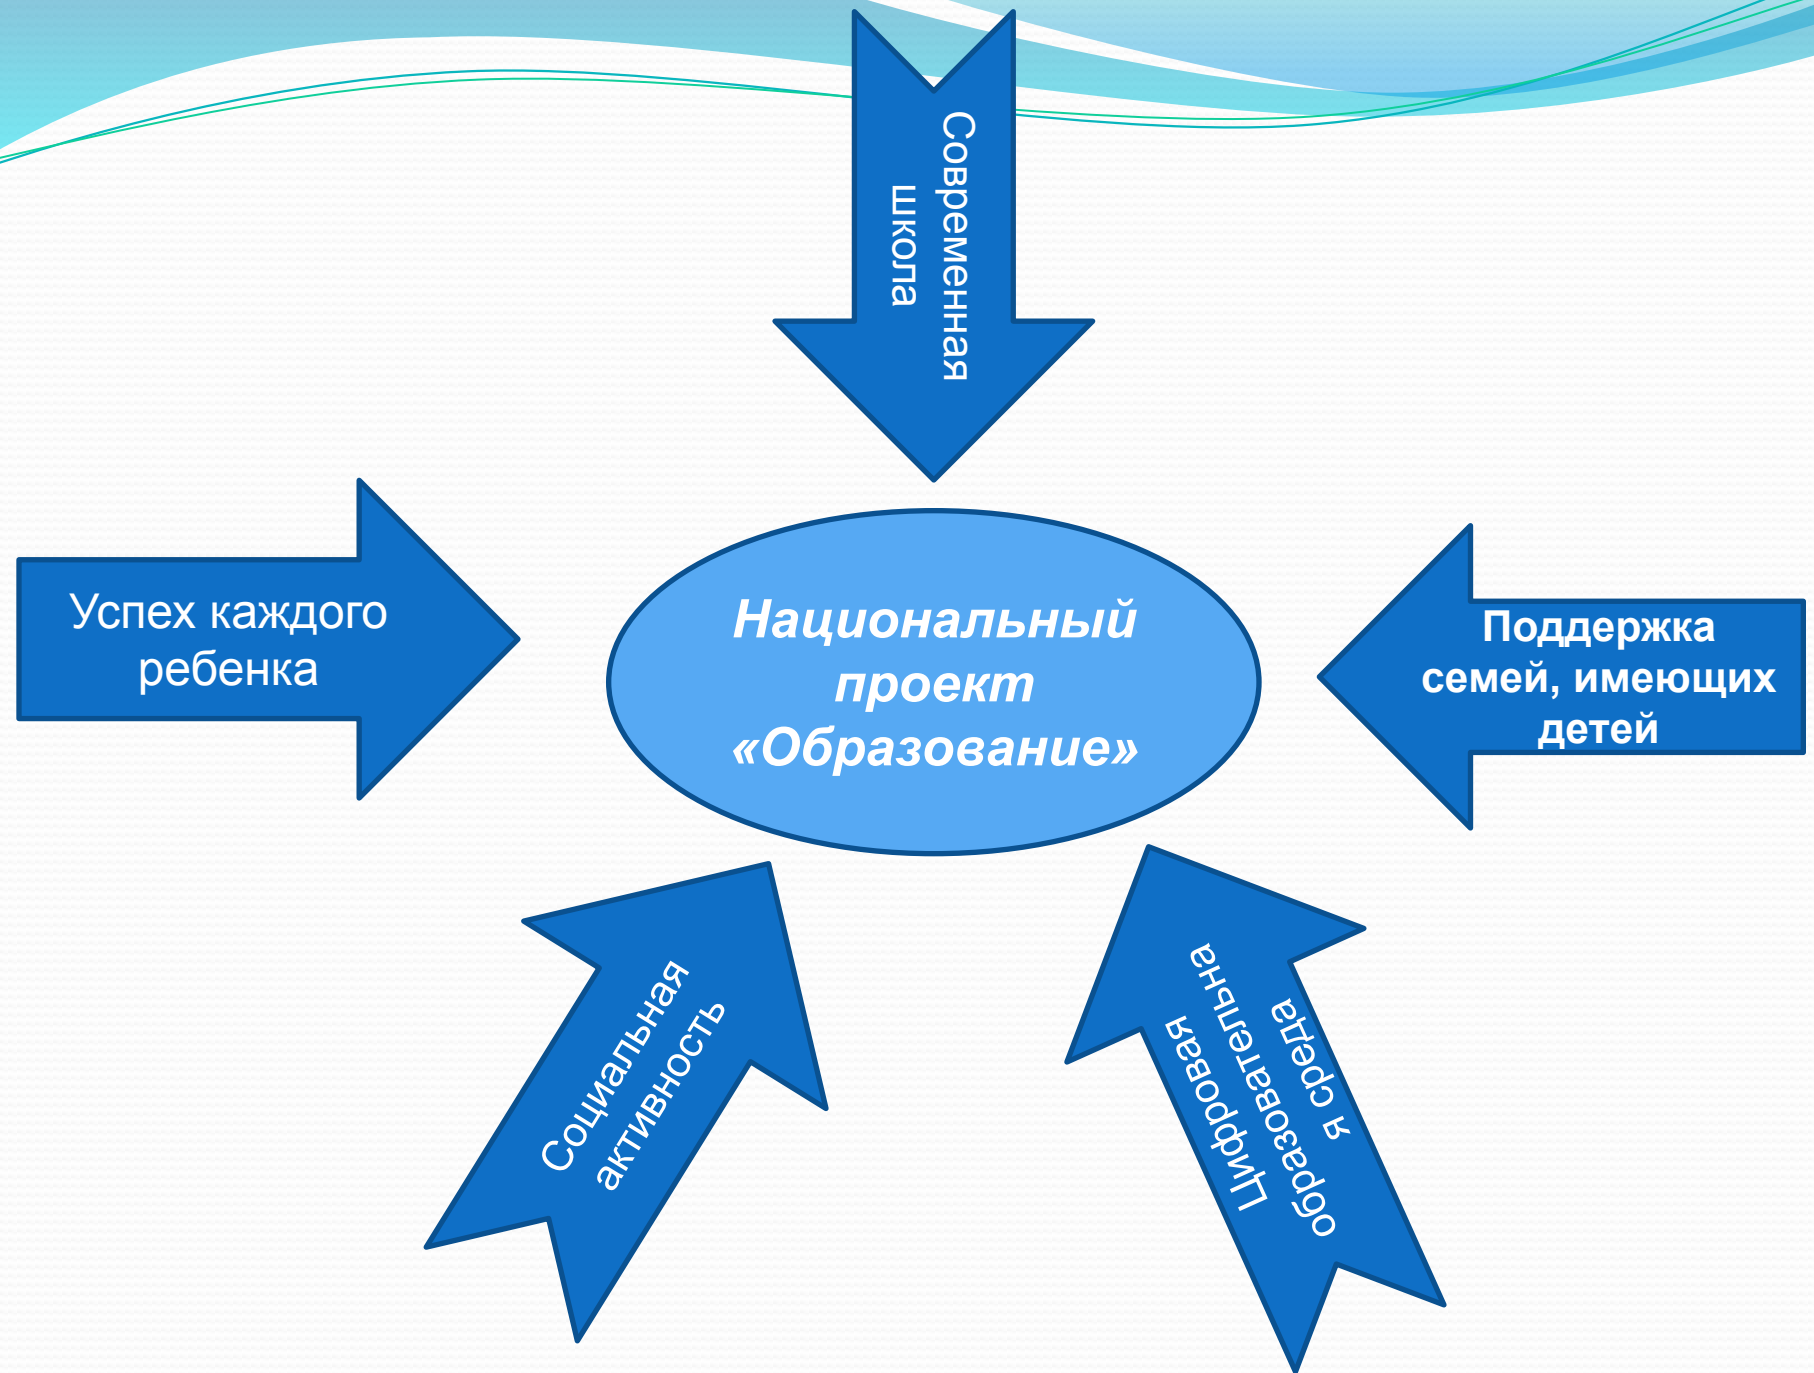 Современная
школа
Успех каждого
ребенка
Национальный
проект
«Образование»
Поддержка
семей, имеющих
детей
Социальная
активность
Цифровая
образовательна
я среда